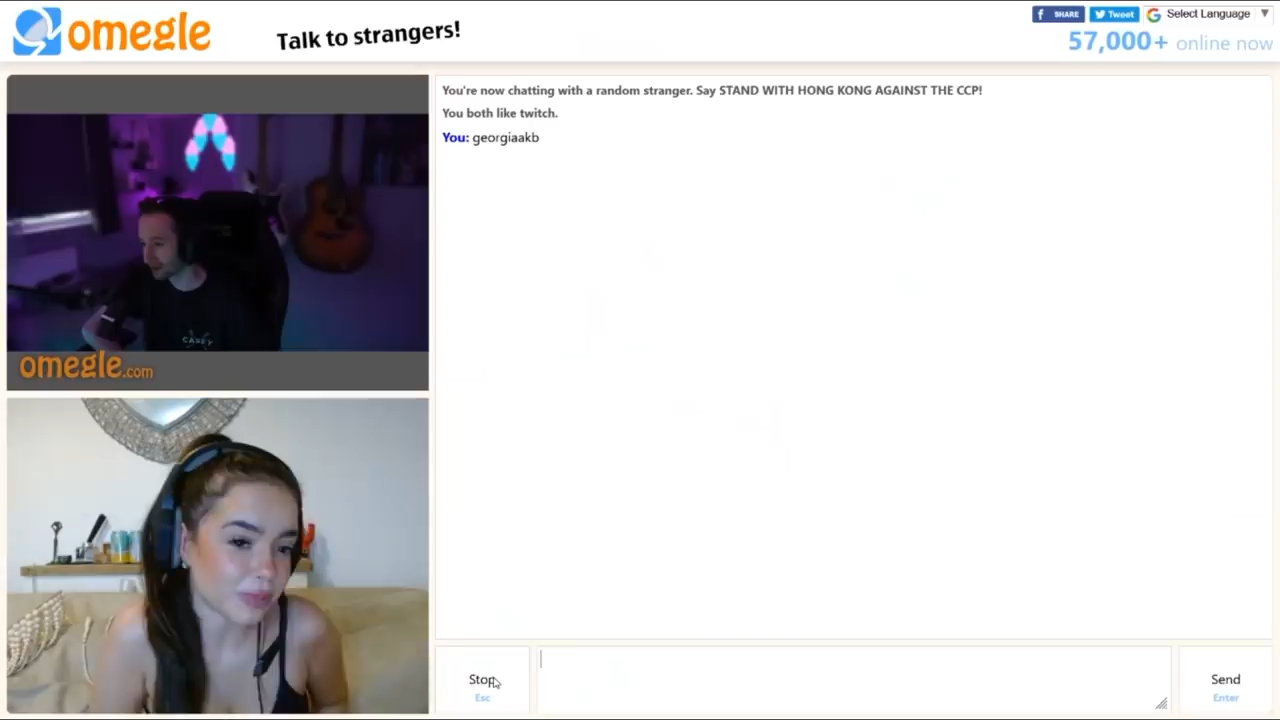 omegle
Talk to strangers!
SHARE
Tweet
Select Language
57,000+ online now
You're now chatting with a random stranger. Say STAND WITH HONG KONG AGAINST THE CCP!
You both like twitch.
You: georgiaakb
CASEY
omegle.com
Stop
Esc
Send
Enter